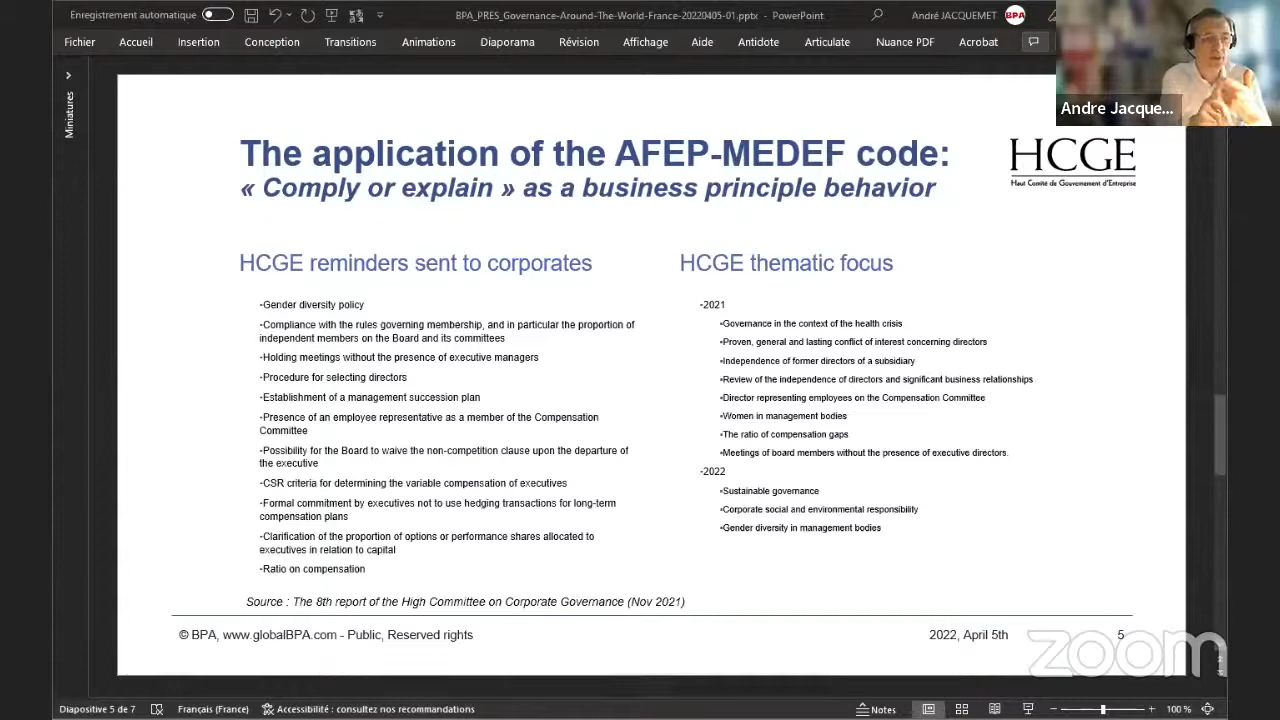 Enregistrement automatique
BPA_PRES_Governance-Around-The-World-France-20220405-01.pptx - PowerPoint
André JACQUEMET
BPA
Fichier Accueil Insertion Conception Transitions Animations Diaporama Révision Affichage Aide Antidote Articulate Nuance PDF Acrobat
Andre Jacque...
Miniatures
The application of the AFEP-MEDEF code:
« Comply or explain » as a business principle behavior
HCGE
Haut Comité de Gouvernement d'Entreprise
HCGE reminders sent to corporates
-Gender diversity policy
-Compliance with the rules governing membership, and in particular the proportion of
independent members on the Board and its committees
-Holding meetings without the presence of executive managers
-Procedure for selecting directors
-Establishment of a management succession plan
-Presence of an employee representative as a member of the Compensation
Committee
-Possibility for the Board to waive the non-competition clause upon the departure of
the executive
-CSR criteria for determining the variable compensation of executives
-Formal commitment by executives not to use hedging transactions for long-term
compensation plans
-Clarification of the proportion of options or performance shares allocated to
executives in relation to capital
-Ratio on compensation
HCGE thematic focus
-2021
•Governance in the context of the health crisis
•Proven, general and lasting conflict of interest concerning directors
•Independence of former directors of a subsidiary
•Review of the independence of directors and significant business relationships
•Director representing employees on the Compensation Committee
•Women in management bodies
•The ratio of compensation gaps
•Meetings of board members without the presence of executive directors.
-2022
•Sustainable governance
•Corporate social and environmental responsibility
•Gender diversity in management bodies
Source : The 8th report of the High Committee on Corporate Governance (Nov 2021)
© BPA, www.globalBPA.com - Public, Reserved rights
2022, April 5th
5
zoom
Diapositive 5 de 7
Français (France)
Accessibilité : consultez nos recommandations
Notes
100 %